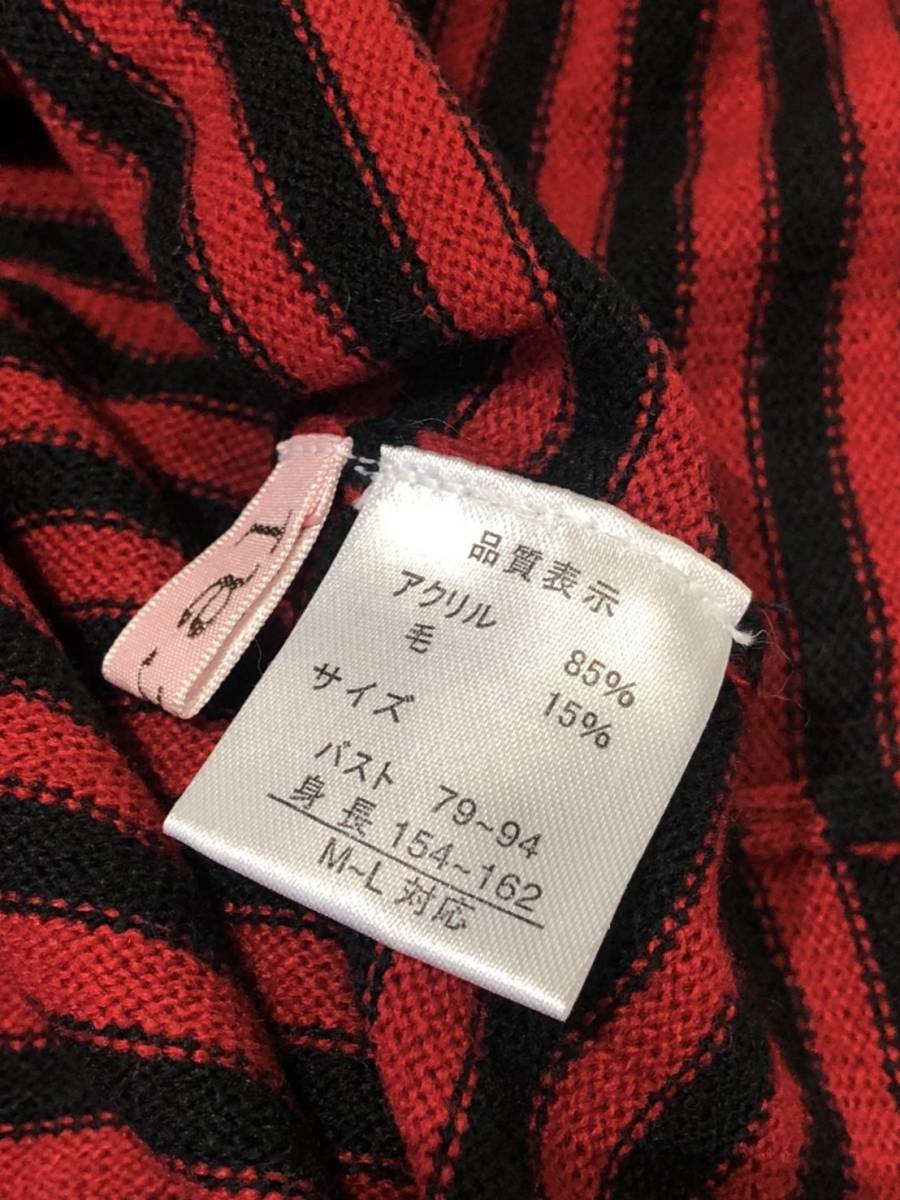 品質表示
アクリル 85%
毛 15%
サイズ
バスト 79~94
身長 154~162
M~L 対応